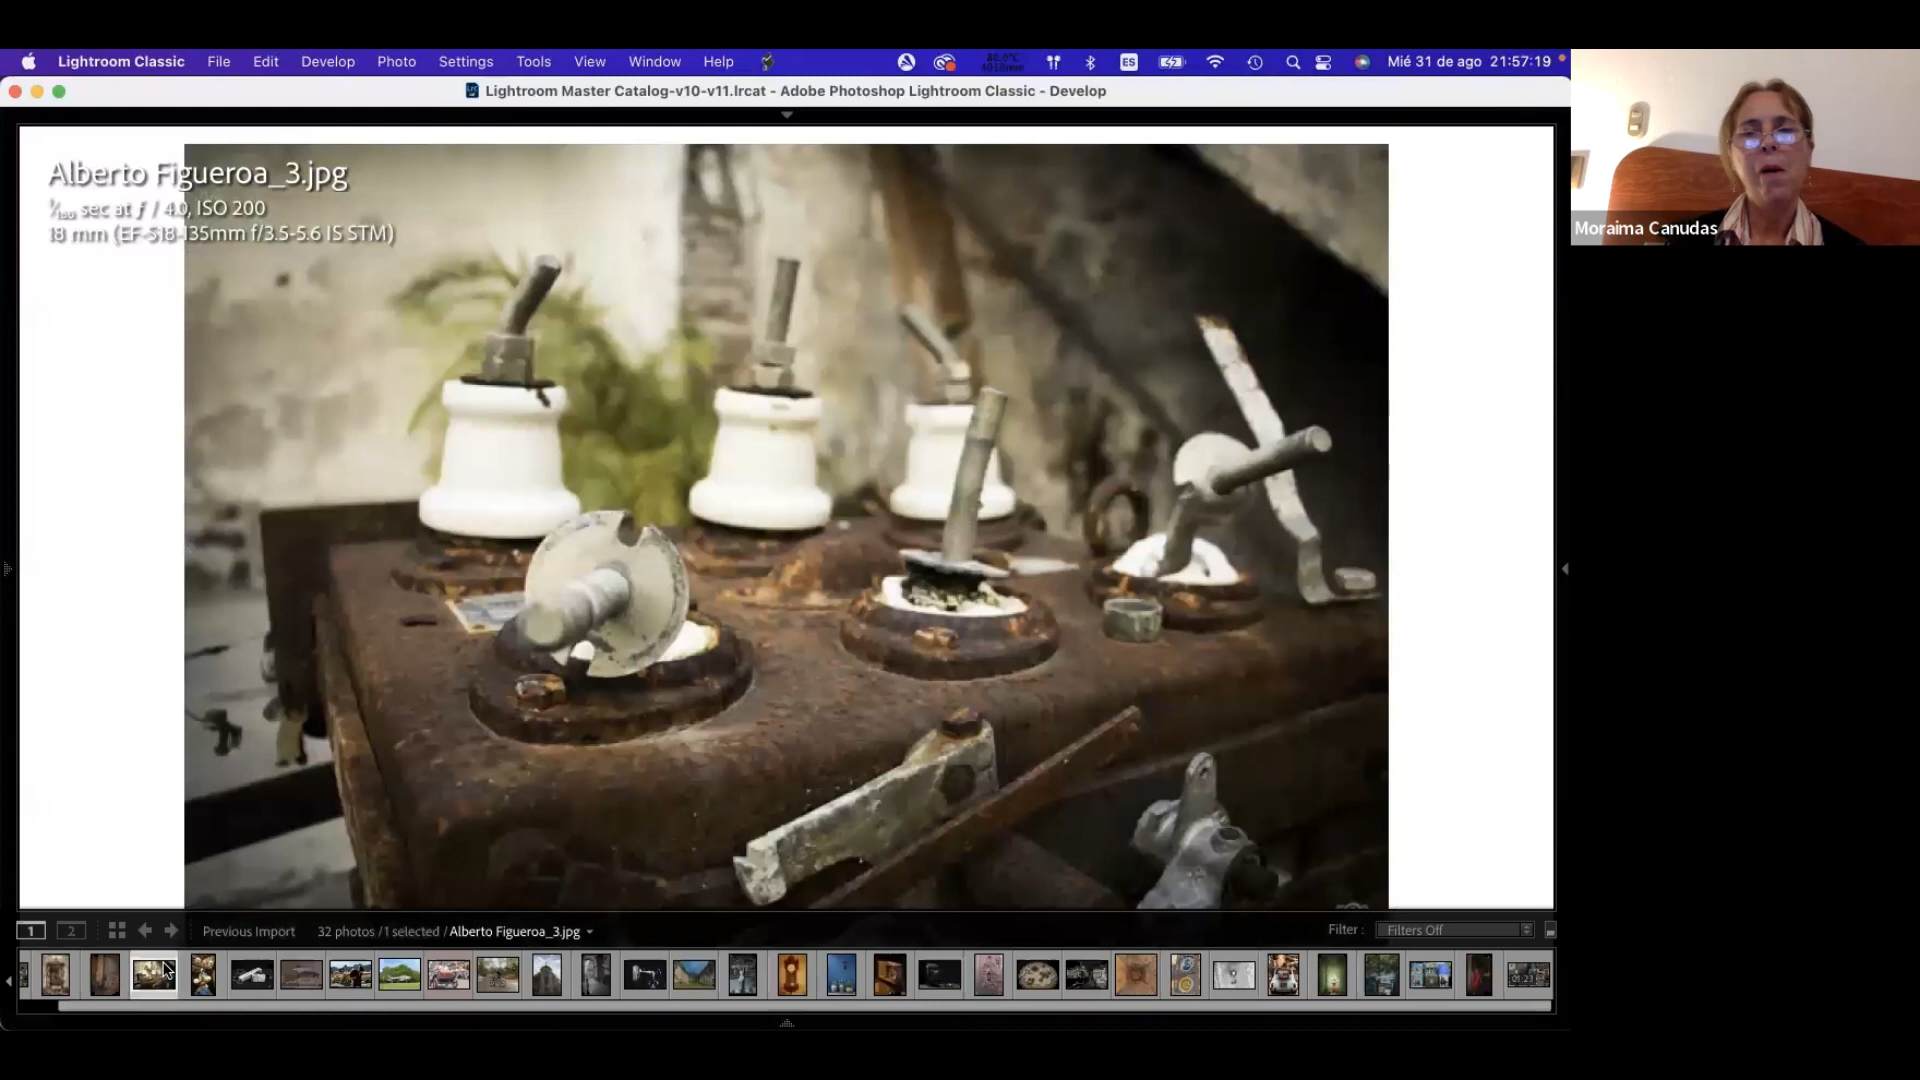 Lightroom Classic File Edit Develop Photo Settings Tools View Window Help ES Mié 31 de ago 21:57:19
Lightroom Master Catalog-v10-v11.lrcat - Adobe Photoshop Lightroom Classic - Develop
Alberto Figueroa_3.jpg
sec at ƒ / 4.0, ISO 200
18 mm (EF-S18-135mm f/3.5-5.6 IS STM)
Moraima Canudas
1 2 Previous Import 32 photos /1 selected / Alberto Figueroa_3.jpg Filter : Filters Off